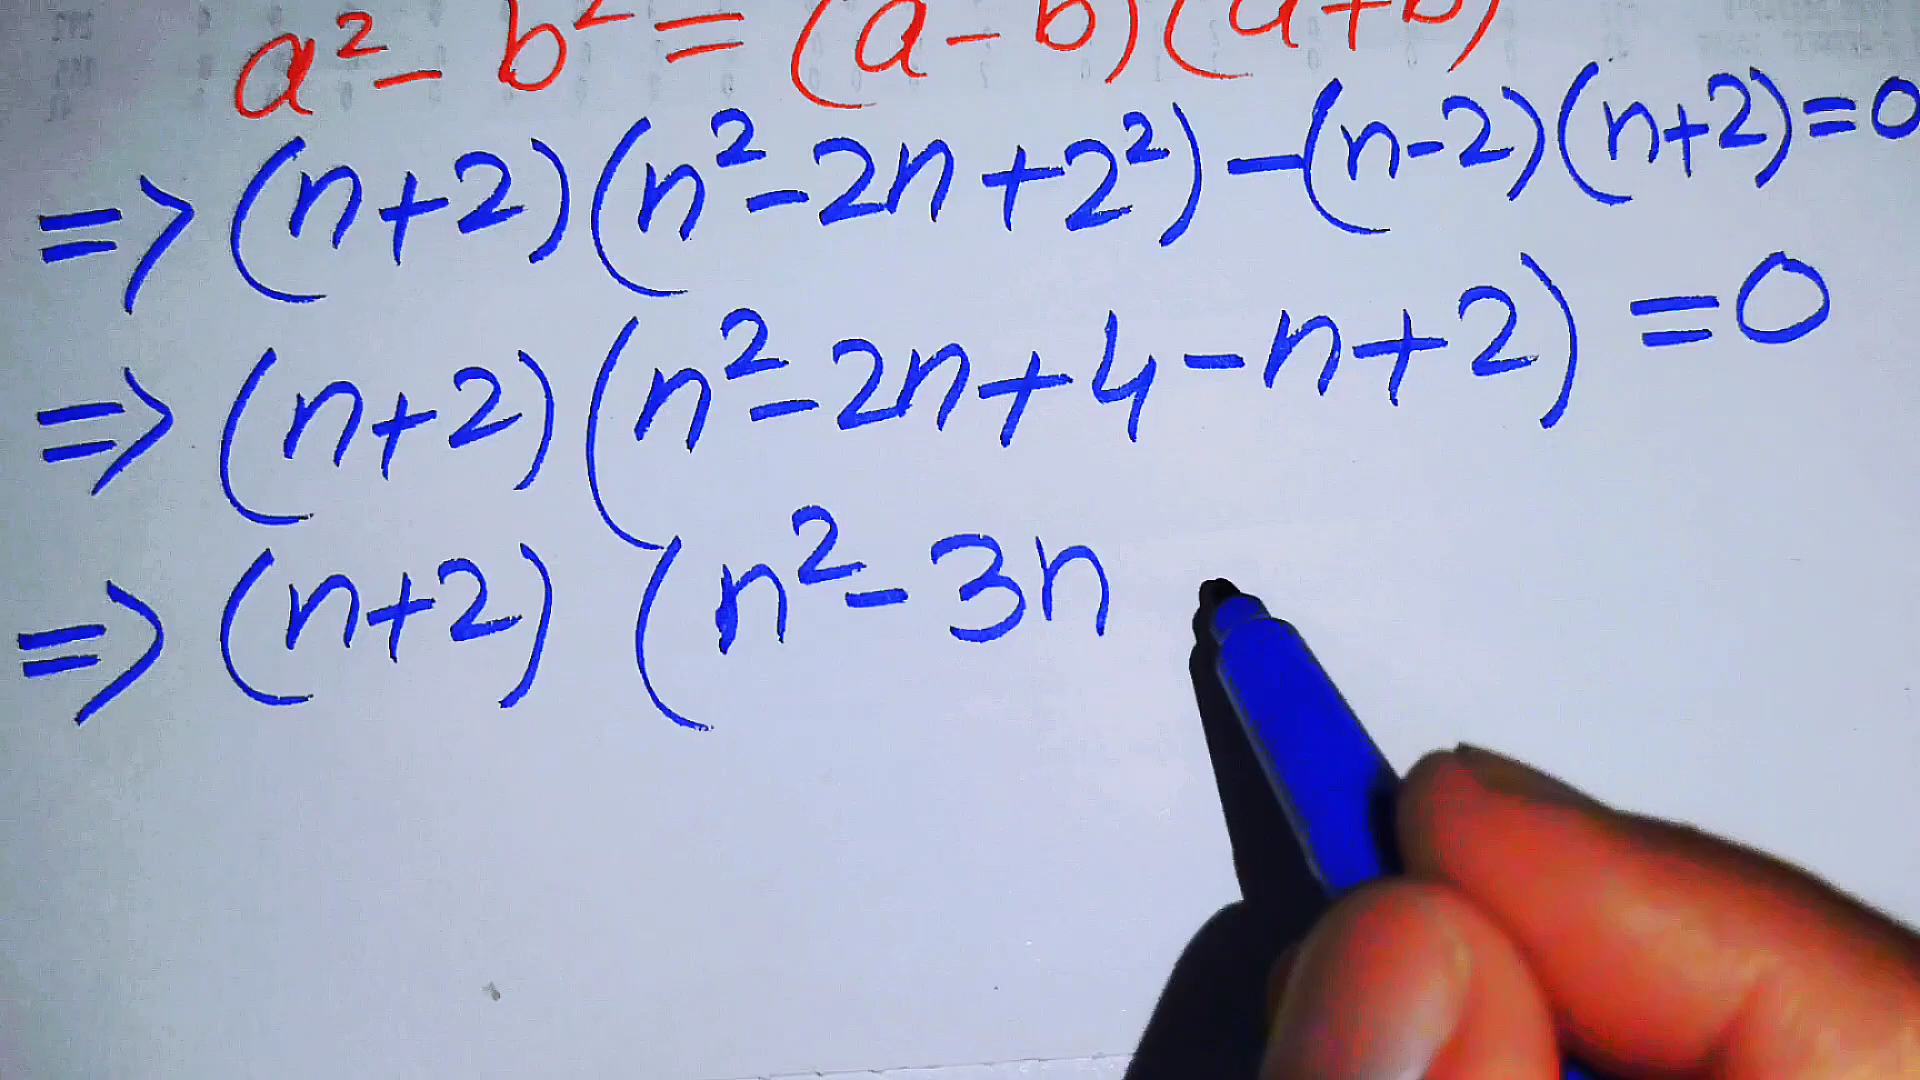 a² - b² = (a - b)(a + b)
=> (n+2)(n² - 2n + 2²) - (n-2)(n+2) = 0
=> (n+2)(n² - 2n + 4 - n + 2) = 0
=> (n+2) (n² - 3n